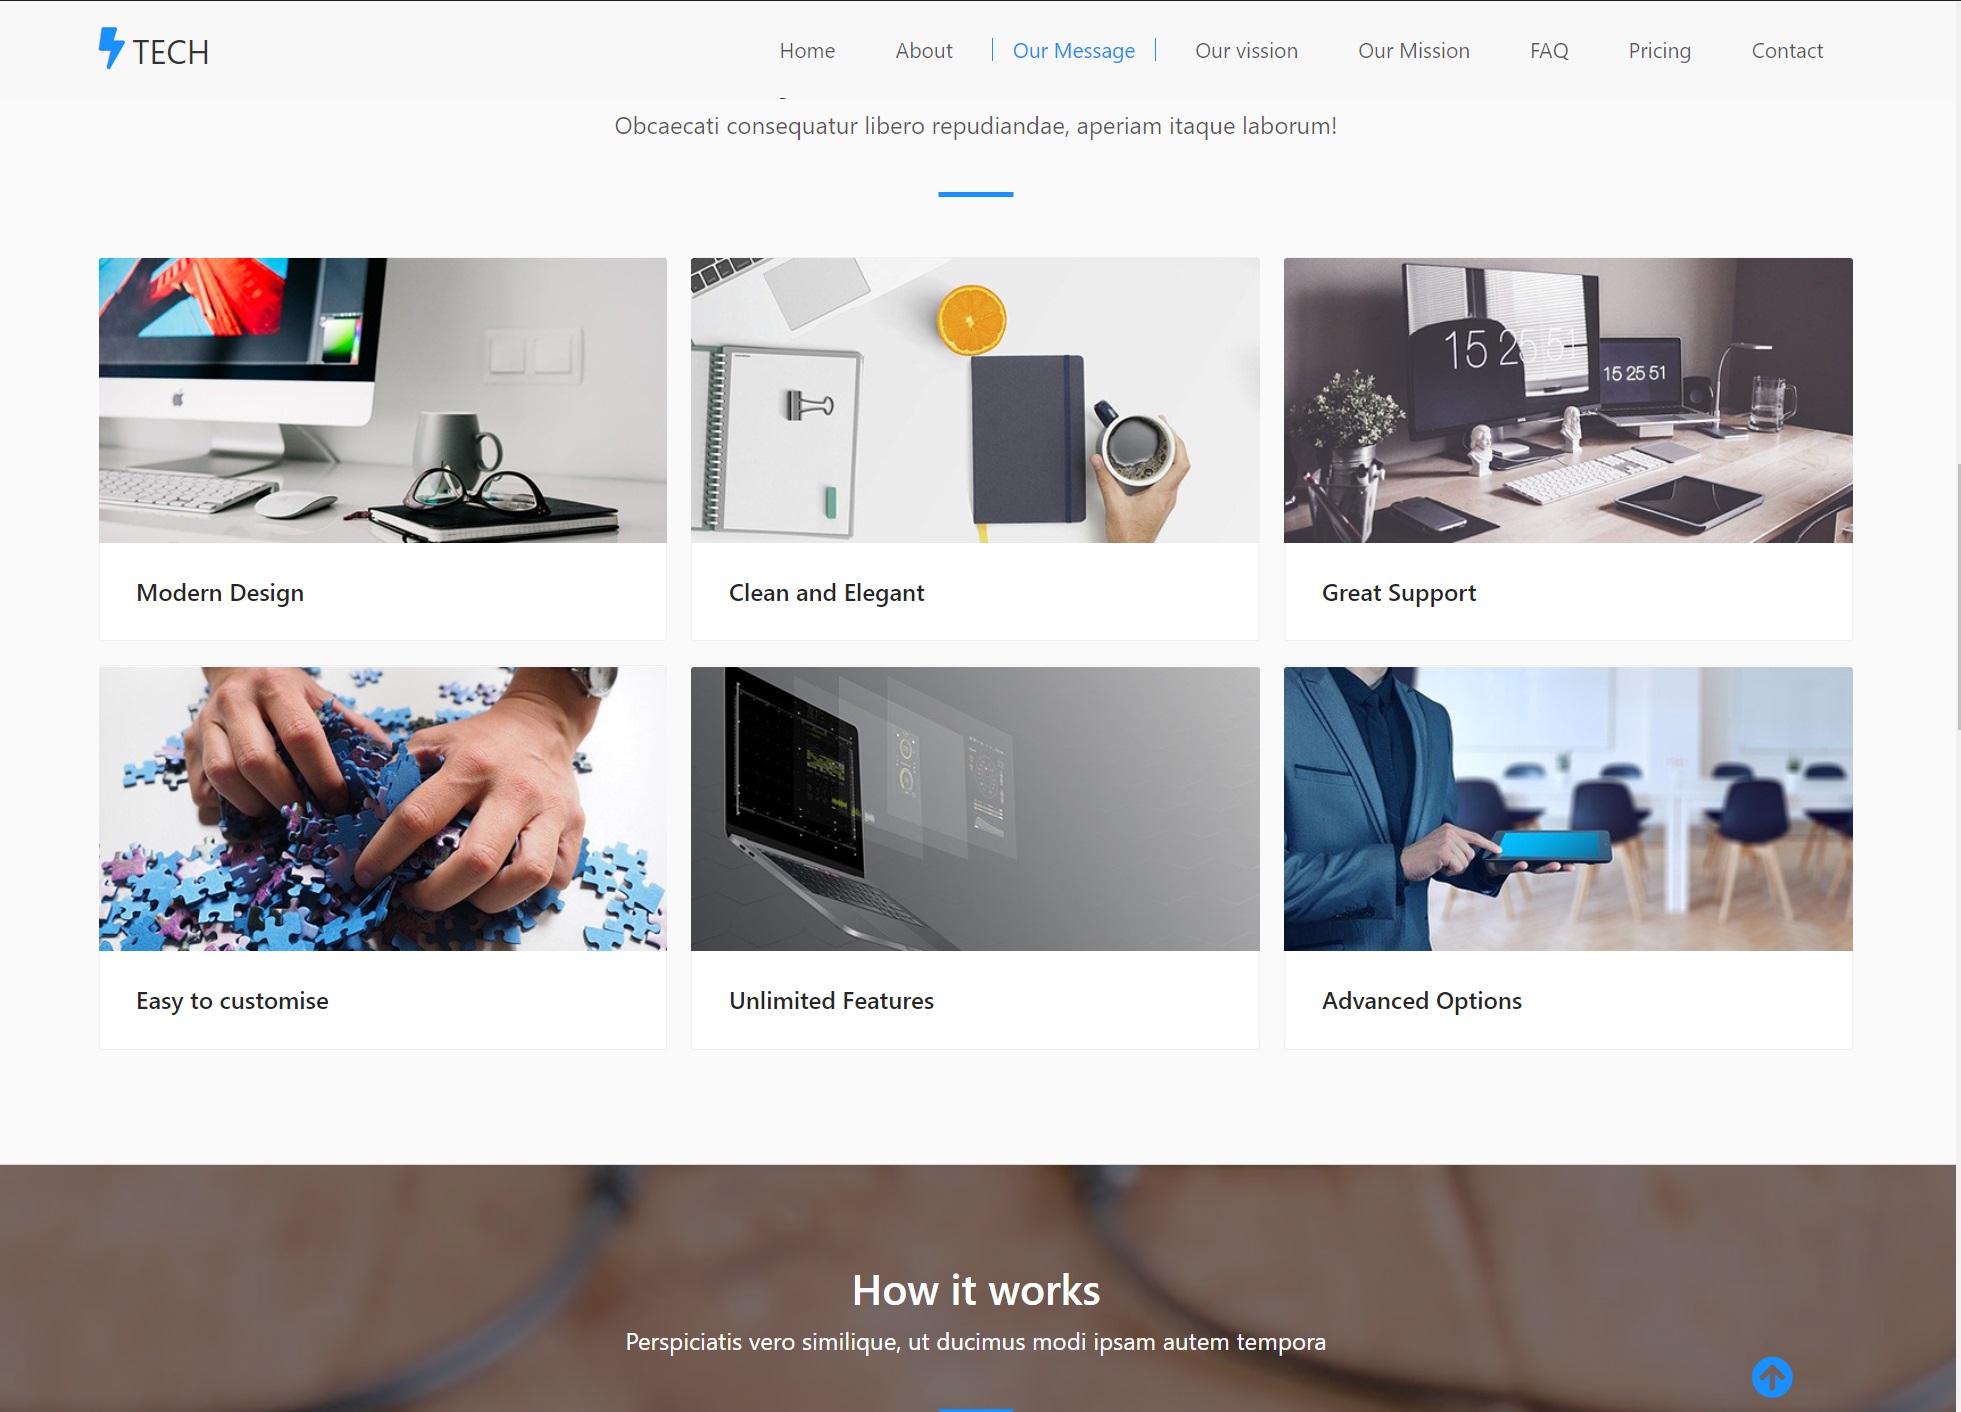 TECH
Home
About
Our Message
Our vission
Our Mission
FAQ
Pricing
Contact
Obcaecati consequatur libero repudiandae, aperiam itaque laborum!
15 25 51
15 25 51
Modern Design
Clean and Elegant
Great Support
Easy to customise
Unlimited Features
Advanced Options
How it works
Perspiciatis vero similique, ut ducimus modi ipsam autem tempora